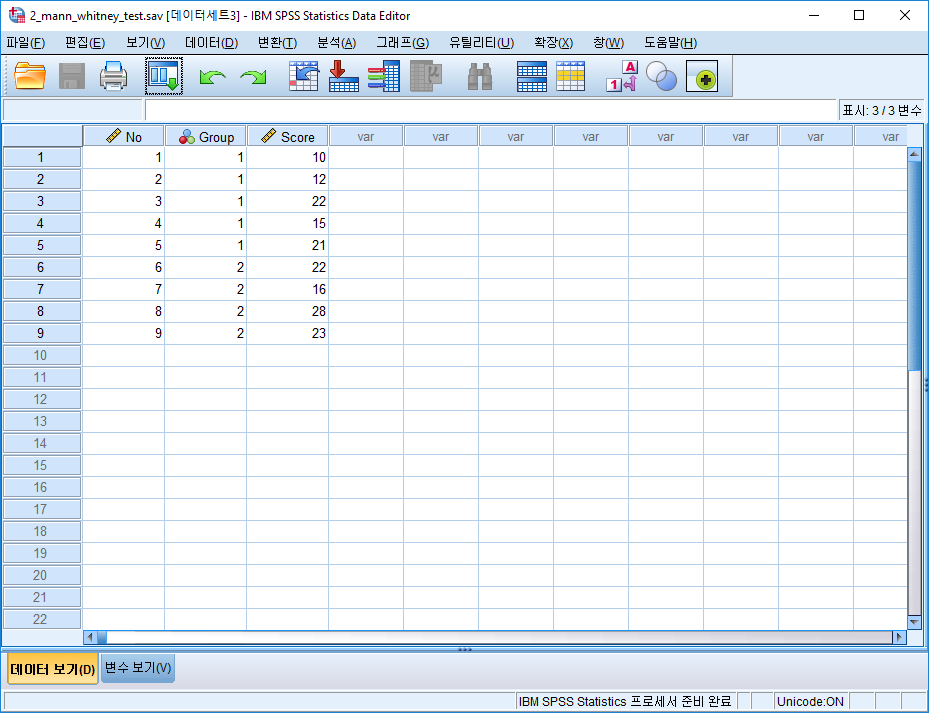 2_mann_whitney_test.sav [데이터세트3] - IBM SPSS Statistics Data Editor
파일(F) 편집(E) 보기(V) 데이터(D) 변환(T) 분석(A) 그래프(G) 유틸리티(U) 확장(X) 창(W) 도움말(H)
A
1
표시: 3 / 3 변수
No Group Score var var var var var var var var
1 1 1 10
2 2 1 12
3 3 1 22
4 4 1 15
5 5 1 21
6 6 2 22
7 7 2 16
8 8 2 28
9 9 2 23
10
11
12
13
14
15
16
17
18
19
20
21
22
데이터 보기(D) 변수 보기(V)
IBM SPSS Statistics 프로세서 준비 완료 Unicode:ON